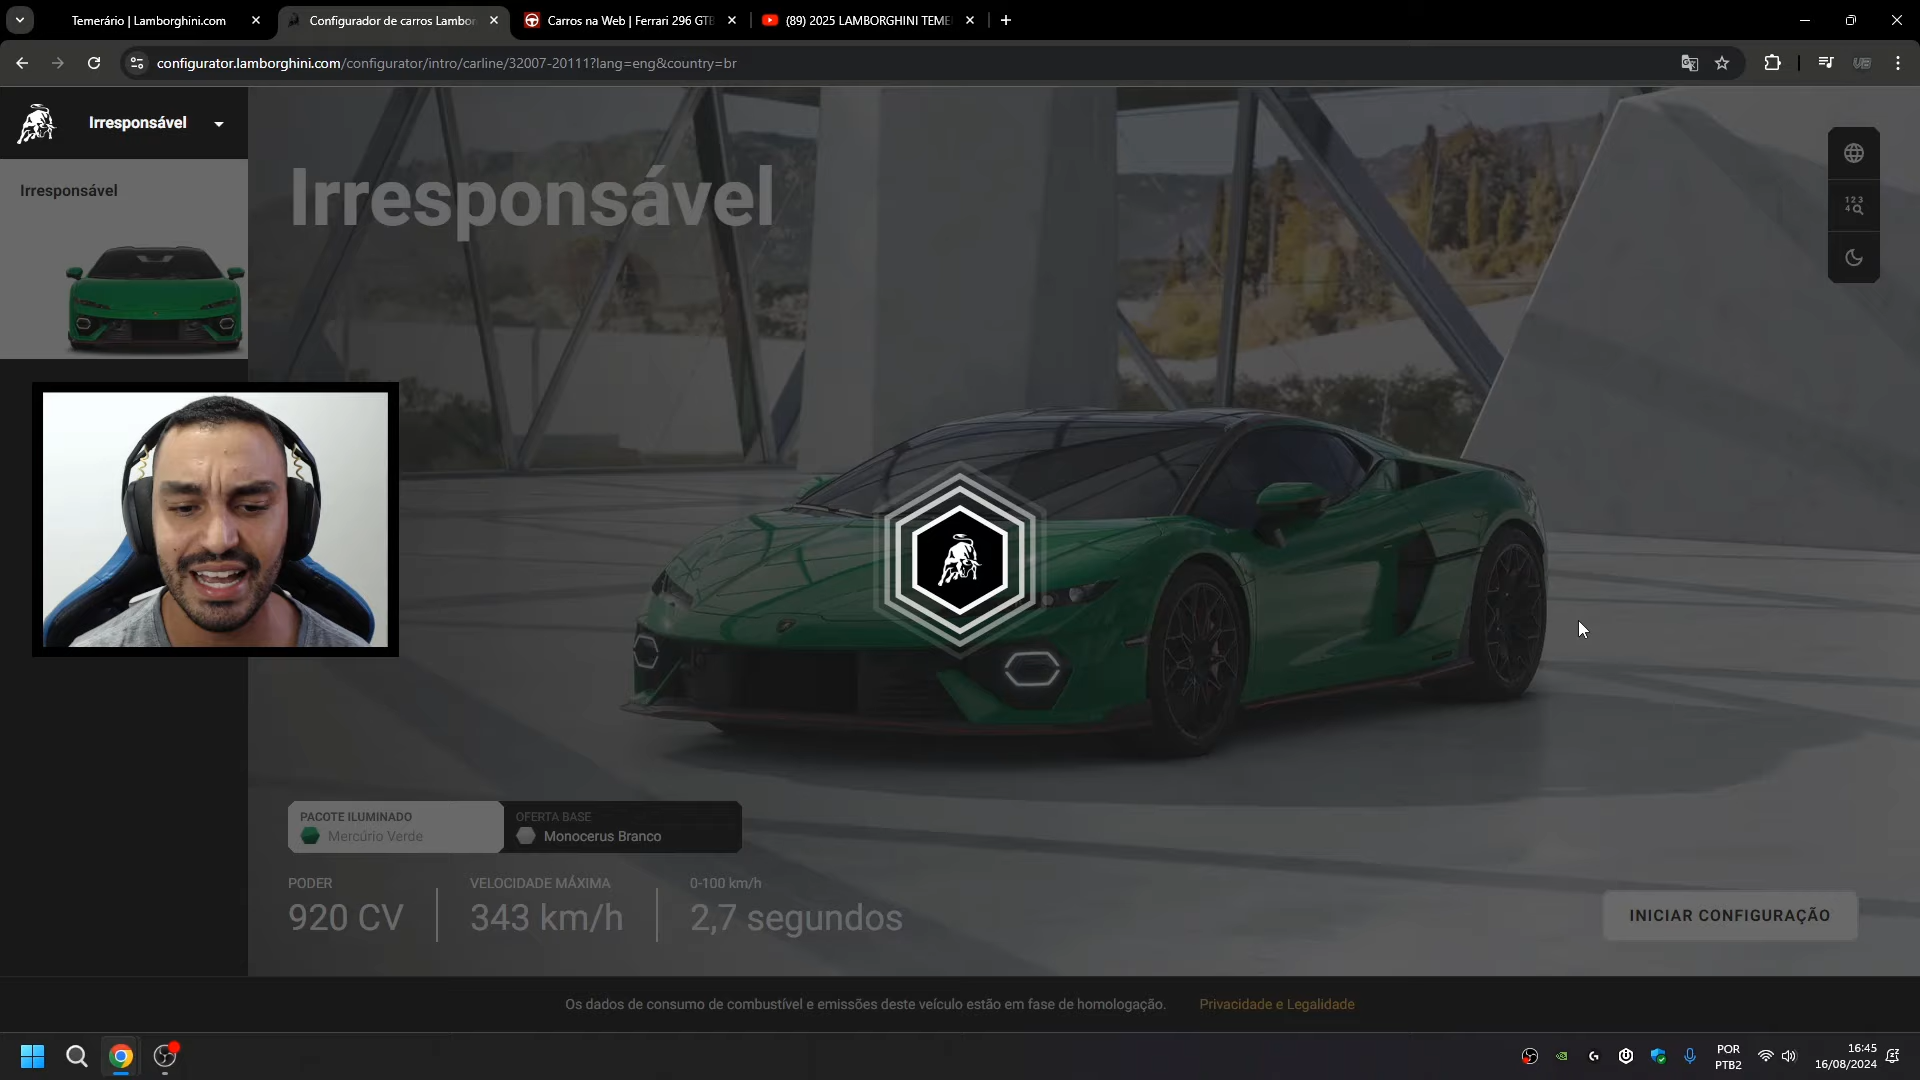 Temerário | Lamborghini.com
Configurador de carros Lambor
Carros na Web | Ferrari 296 GTB
(89) 2025 LAMBORGHINI TEME
configurator.lamborghini.com/configurator/intro/carline/32007-20111?lang=eng&country=br
Irresponsável
Irresponsável
Irresponsável
1 2 3
4
PACOTE ILUMINADO
Mercúrio Verde
OFERTA BASE
Monocerus Branco
PODER
920 CV
VELOCIDADE MÁXIMA
343 km/h
0-100 km/h
2,7 segundos
INICIAR CONFIGURAÇÃO
Os dados de consumo de combustível e emissões deste veículo estão em fase de homologação.
Privacidade e Legalidade
POR
PTB2
16:45
16/08/2024